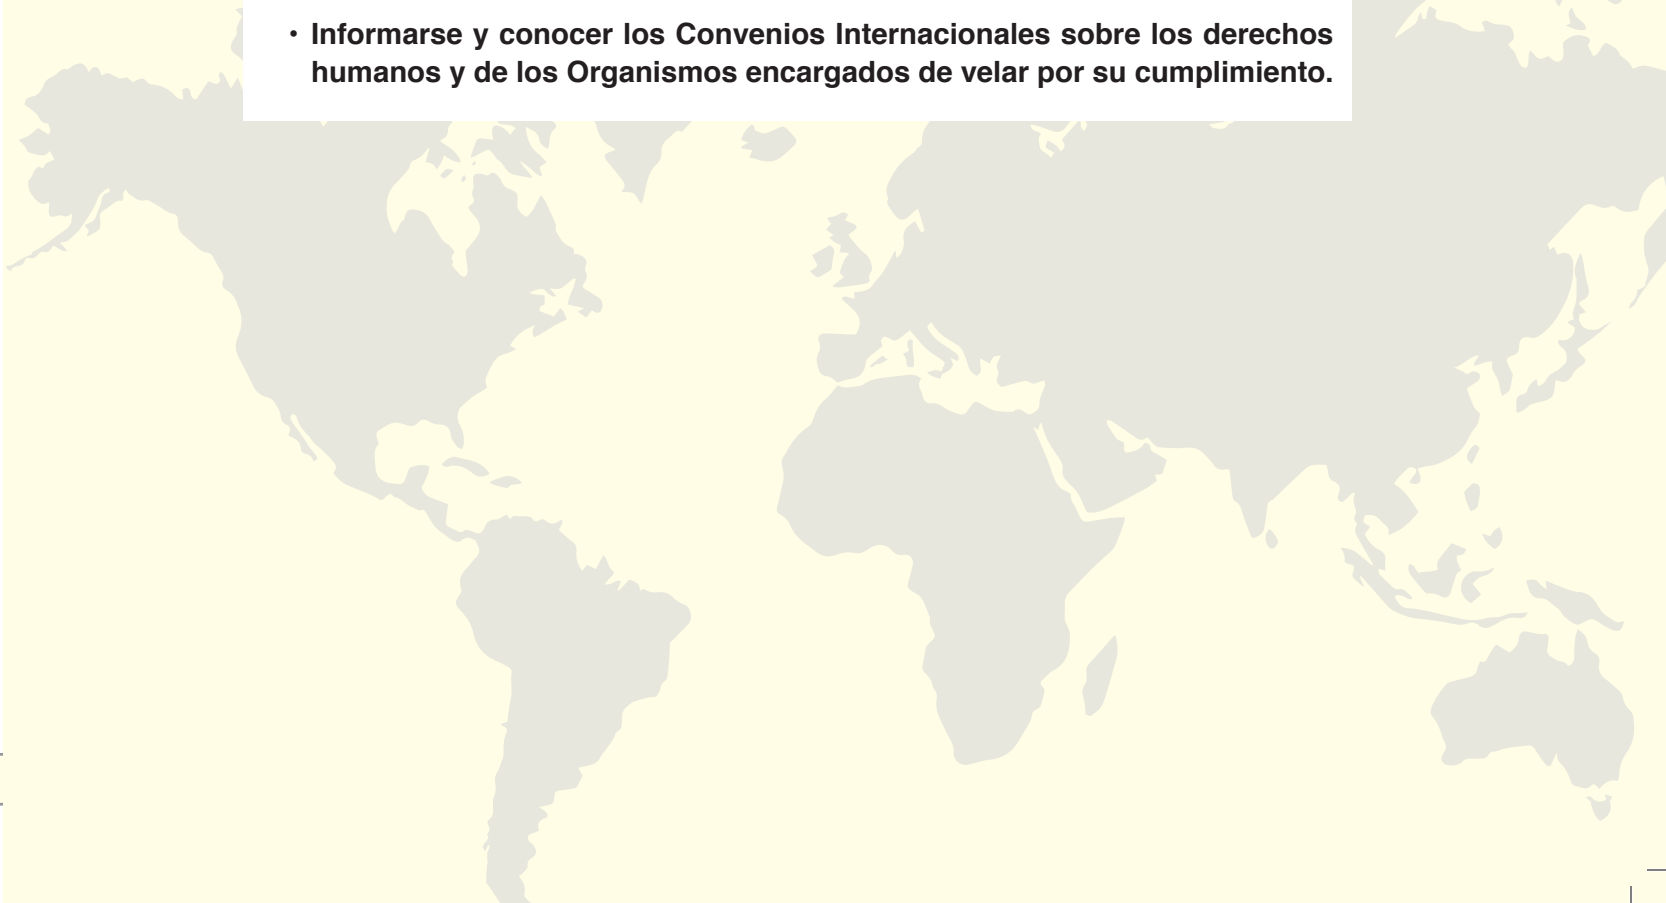 • Informarse y conocer los Convenios Internacionales sobre los derechos
humanos y de los Organismos encargados de velar por su cumplimiento.